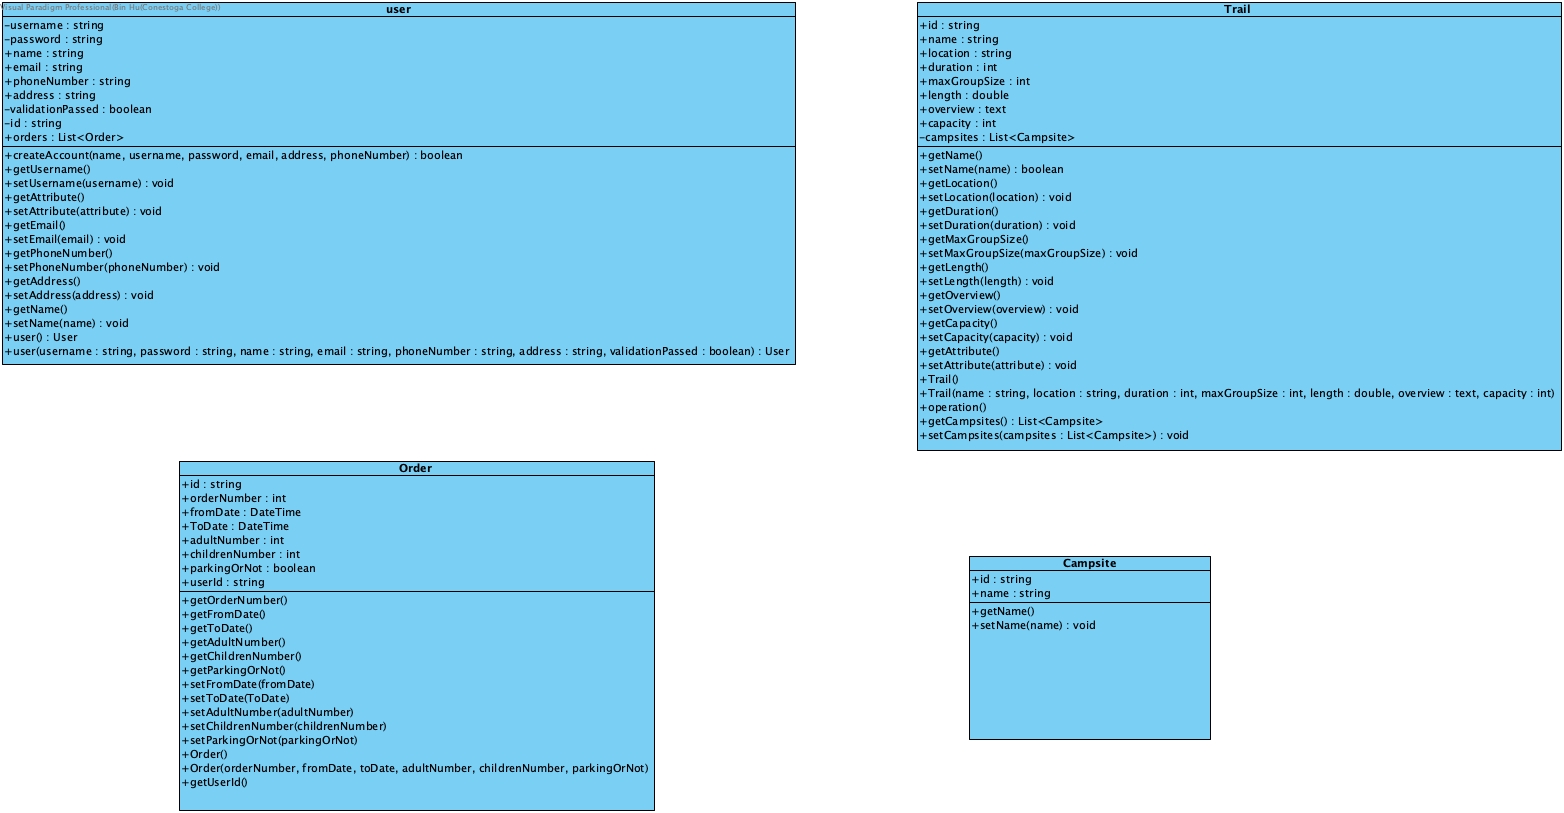 Visual Paradigm Professional(Bin Hu(Conestoga College))
user
-username : string
-password : string
+name : string
+email : string
+phoneNumber : string
+address : string
-validationPassed : boolean
-id : string
+orders : List<Order>
+createAccount(name, username, password, email, address, phoneNumber) : boolean
+getUsername()
+setUsername(username) : void
+getAttribute()
+setAttribute(attribute) : void
+getEmail()
+setEmail(email) : void
+getPhoneNumber()
+setPhoneNumber(phoneNumber) : void
+getAddress()
+setAddress(address) : void
+getName()
+setName(name) : void
+user() : User
+user(username : string, password : string, name : string, email : string, phoneNumber : string, address : string, validationPassed : boolean) : User
Trail
+id : string
+name : string
+location : string
+duration : int
+maxGroupSize : int
+length : double
+overview : text
+capacity : int
-campsites : List<Campsite>
+getName()
+setName(name) : boolean
+getLocation()
+setLocation(location) : void
+getDuration()
+setDuration(duration) : void
+getMaxGroupSize()
+setMaxGroupSize(maxGroupSize) : void
+getLength()
+setLength(length) : void
+getOverview()
+setOverview(overview) : void
+getCapacity()
+setCapacity(capacity) : void
+getAttribute()
+setAttribute(attribute) : void
+Trail()
+Trail(name : string, location : string, duration : int, maxGroupSize : int, length : double, overview : text, capacity : int)
+operation()
+getCampsites() : List<Campsite>
+setCampsites(campsites : List<Campsite>) : void
Order
+id : string
+orderNumber : int
+fromDate : DateTime
+ToDate : DateTime
+adultNumber : int
+childrenNumber : int
+parkingOrNot : boolean
+userId : string
+getOrderNumber()
+getFromDate()
+getToDate()
+getAdultNumber()
+getChildrenNumber()
+getParkingOrNot()
+setFromDate(fromDate)
+setToDate(ToDate)
+setAdultNumber(adultNumber)
+setChildrenNumber(childrenNumber)
+setParkingOrNot(parkingOrNot)
+Order()
+Order(orderNumber, fromDate, toDate, adultNumber, childrenNumber, parkingOrNot)
+getUserId()
Campsite
+id : string
+name : string
+getName()
+setName(name) : void